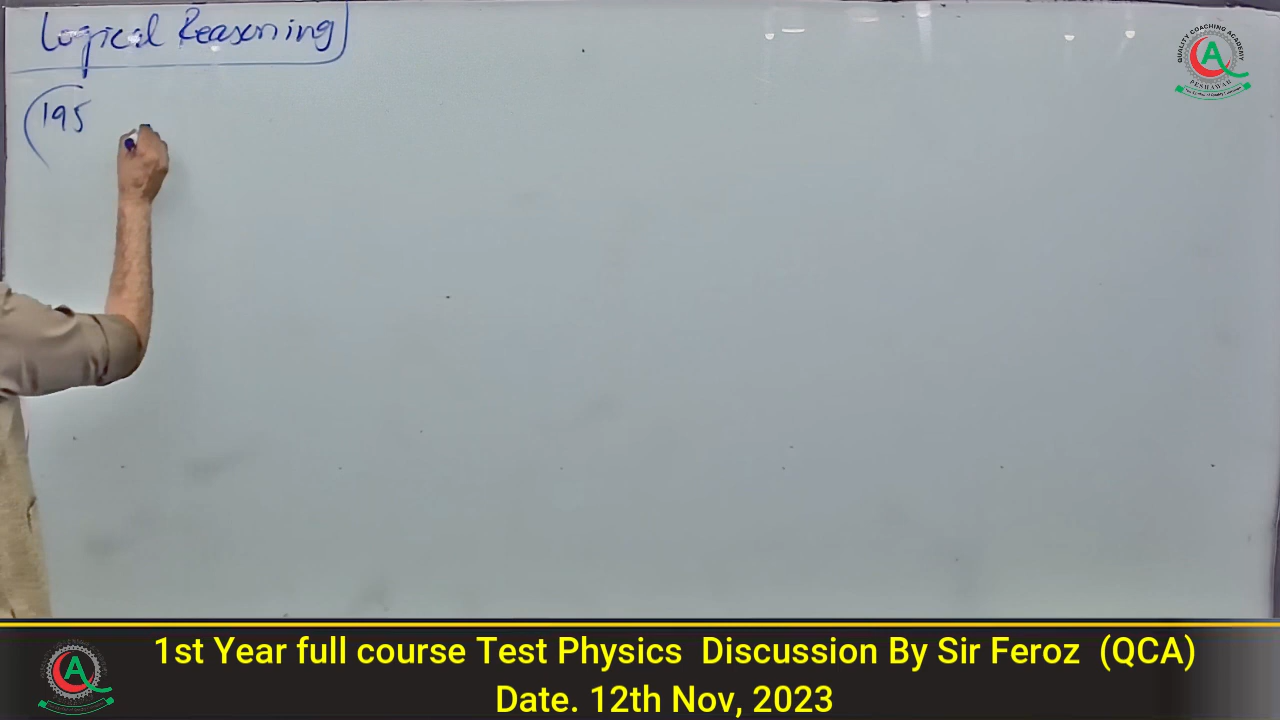 Logical Reasoning
195
QUALITY COACHING ACADEMY
PESHAWAR
1st Year full course Test Physics Discussion By Sir Feroz (QCA)
Date. 12th Nov, 2023